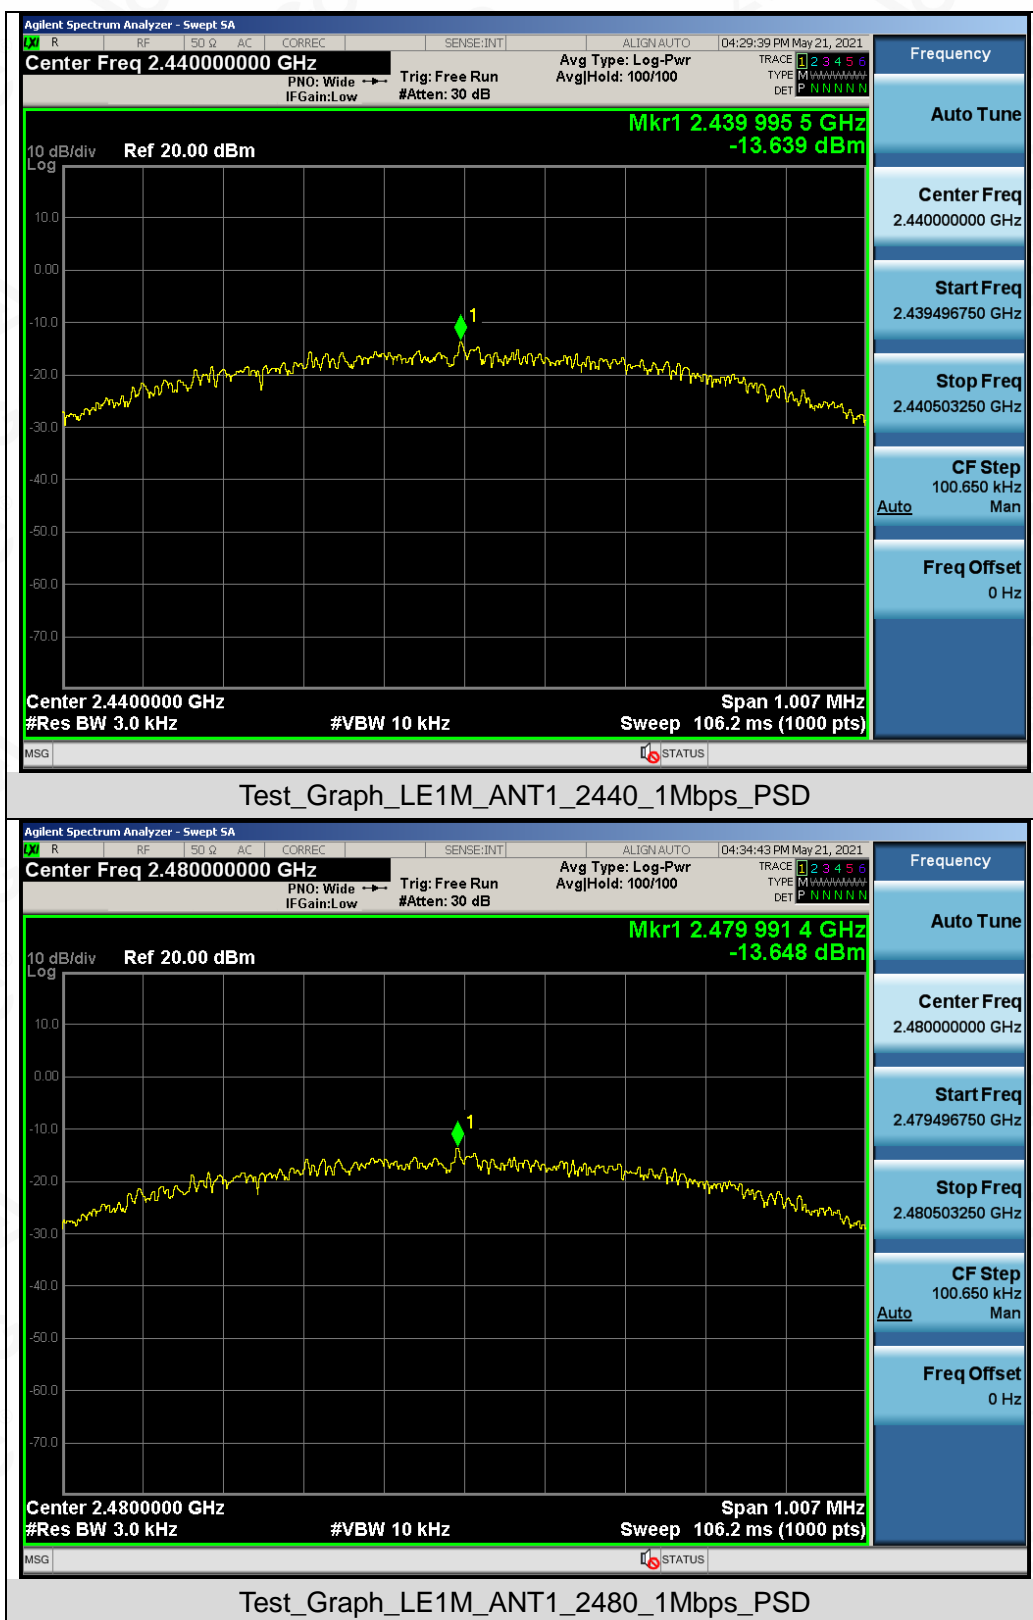 Agilent Spectrum Analyzer - Swept SA
LXI R RF 50 Ω AC CORREC SENSE:INT ALIGNAUTO 04:29:39 PM May 21, 2021
Center Freq 2.440000000 GHz
PNO: Wide
IFGain:Low
Trig: Free Run
#Atten: 30 dB
Avg Type: Log-Pwr
Avg|Hold: 100/100
TRACE 1 2 3 4 5 6
TYPE M WWWWW
DET P N N N N N
Frequency
Auto Tune
Center Freq
2.440000000 GHz
Start Freq
2.439496750 GHz
Stop Freq
2.440503250 GHz
CF Step
100.650 kHz
Auto Man
Freq Offset
0 Hz
Mkr1 2.439 995 5 GHz
-13.639 dBm
10 dB/div Ref 20.00 dBm
Log
10.0
0.00
-10.0
-20.0
-30.0
-40.0
-50.0
-60.0
-70.0
1
Center 2.4400000 GHz Span 1.007 MHz
#Res BW 3.0 kHz #VBW 10 kHz Sweep 106.2 ms (1000 pts)
MSG STATUS
Test_Graph_LE1M_ANT1_2440_1Mbps_PSD
Agilent Spectrum Analyzer - Swept SA
LXI R RF 50 Ω AC CORREC SENSE:INT ALIGNAUTO 04:34:43 PM May 21, 2021
Center Freq 2.480000000 GHz
PNO: Wide
IFGain:Low
Trig: Free Run
#Atten: 30 dB
Avg Type: Log-Pwr
Avg|Hold: 100/100
TRACE 1 2 3 4 5 6
TYPE M WWWWW
DET P N N N N N
Frequency
Auto Tune
Center Freq
2.480000000 GHz
Start Freq
2.479496750 GHz
Stop Freq
2.480503250 GHz
CF Step
100.650 kHz
Auto Man
Freq Offset
0 Hz
Mkr1 2.479 991 4 GHz
-13.648 dBm
10 dB/div Ref 20.00 dBm
Log
10.0
0.00
-10.0
-20.0
-30.0
-40.0
-50.0
-60.0
-70.0
1
Center 2.4800000 GHz Span 1.007 MHz
#Res BW 3.0 kHz #VBW 10 kHz Sweep 106.2 ms (1000 pts)
MSG STATUS
Test_Graph_LE1M_ANT1_2480_1Mbps_PSD